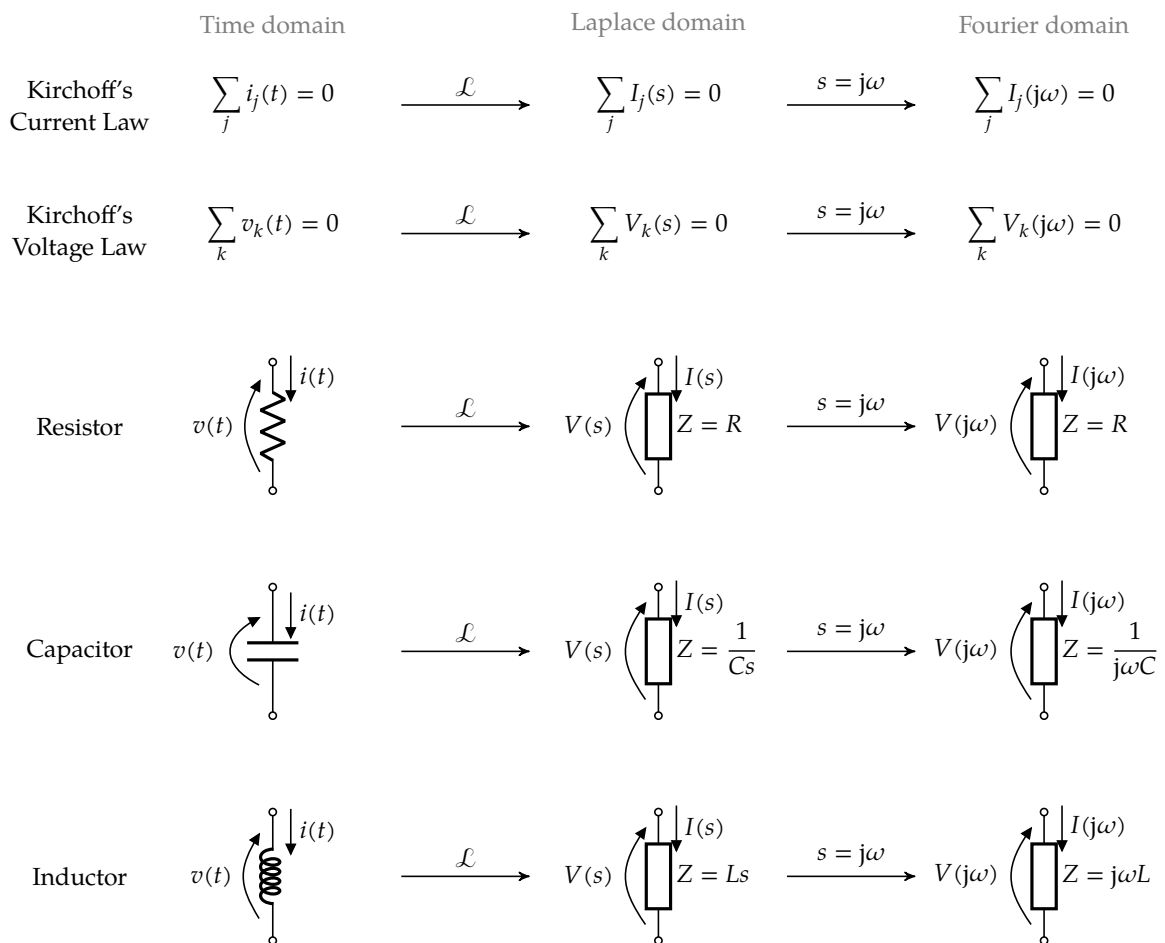 Time domain Laplace domain Fourier domain
Kirchoff's
Current Law
∑_j i_j(t) = 0 ℒ ∑_j I_j(s) = 0 s = jω ∑_j I_j(jω) = 0
Kirchoff's
Voltage Law
∑_k v_k(t) = 0 ℒ ∑_k V_k(s) = 0 s = jω ∑_k V_k(jω) = 0
i(t) I(s) I(jω)
Resistor v(t) ℒ V(s) Z = R s = jω V(jω) Z = R
i(t) I(s) I(jω)
Capacitor v(t) ℒ V(s) Z = 1/Cs s = jω V(jω) Z = 1/jωC
i(t) I(s) I(jω)
Inductor v(t) ℒ V(s) Z = Ls s = jω V(jω) Z = jωL